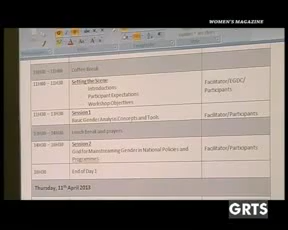 WOMEN'S MAGAZINE
Coffee Break
Setting the Scene
Facilitator/EGDC/
Introductions
Participants
Participant Expectations
Workshop Objectives
Session 1
Facilitator/Participants
Basic Gender Analysis Concepts and Tools
Lunch break and prayers
Session 2
Facilitator/Participants
Goal for Mainstreaming Gender in National Policies and
Programmes
End of Day 1
Thursday, 11th April 2013
GRTS